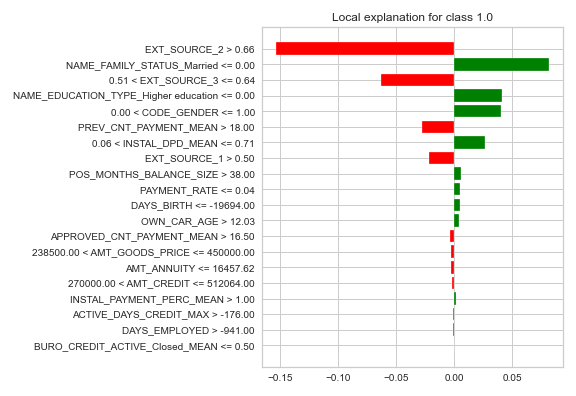 Local explanation for class 1.0
EXT_SOURCE_2 > 0.66
NAME_FAMILY_STATUS_Married <= 0.00
0.51 < EXT_SOURCE_3 <= 0.64
NAME_EDUCATION_TYPE_Higher education <= 0.00
0.00 < CODE_GENDER <= 1.00
PREV_CNT_PAYMENT_MEAN > 18.00
0.06 < INSTAL_DPD_MEAN <= 0.71
EXT_SOURCE_1 > 0.50
POS_MONTHS_BALANCE_SIZE > 38.00
PAYMENT_RATE <= 0.04
DAYS_BIRTH <= -19694.00
OWN_CAR_AGE > 12.03
APPROVED_CNT_PAYMENT_MEAN > 16.50
238500.00 < AMT_GOODS_PRICE <= 450000.00
AMT_ANNUITY <= 16457.62
270000.00 < AMT_CREDIT <= 512064.00
INSTAL_PAYMENT_PERC_MEAN > 1.00
ACTIVE_DAYS_CREDIT_MAX > -176.00
DAYS_EMPLOYED > -941.00
BURO_CREDIT_ACTIVE_Closed_MEAN <= 0.50
−0.15 −0.10 −0.05 0.00 0.05